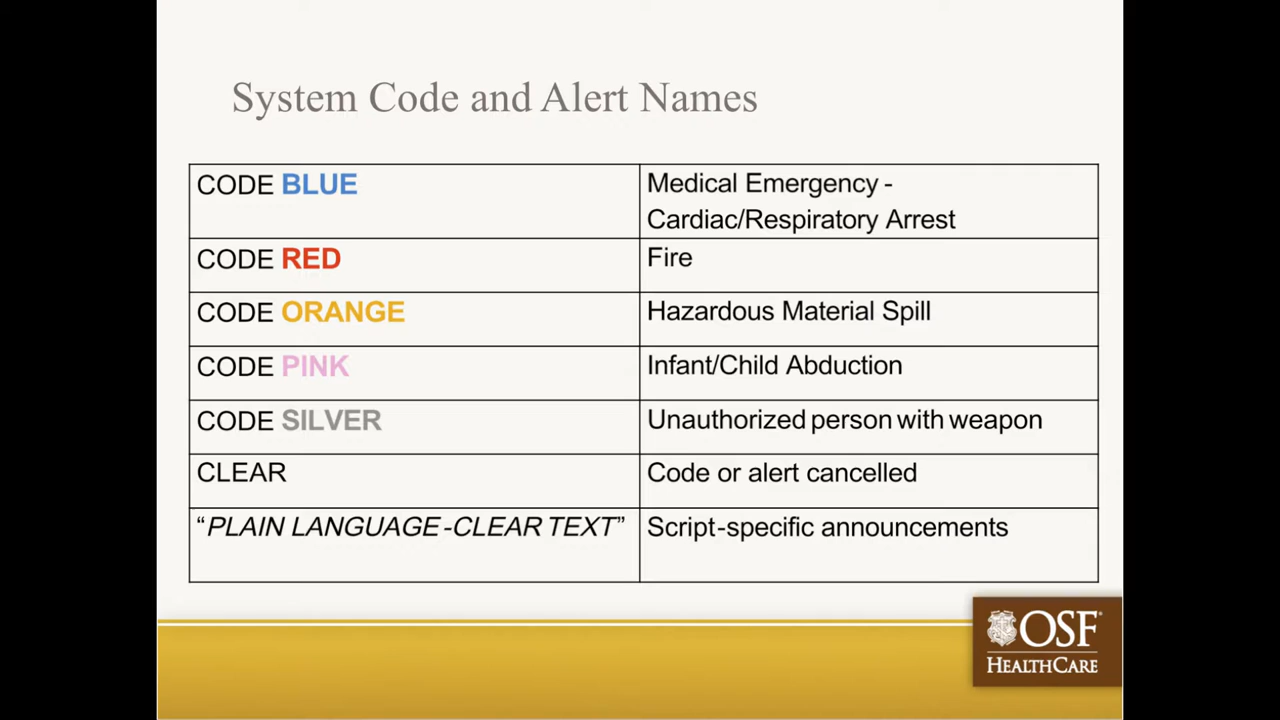 System Code and Alert Names
CODE BLUE
Medical Emergency -
Cardiac/Respiratory Arrest
CODE RED
Fire
CODE ORANGE
Hazardous Material Spill
CODE PINK
Infant/Child Abduction
CODE SILVER
Unauthorized person with weapon
CLEAR
Code or alert cancelled
“PLAIN LANGUAGE-CLEAR TEXT”
Script-specific announcements
OSF®
HEALTHCARE